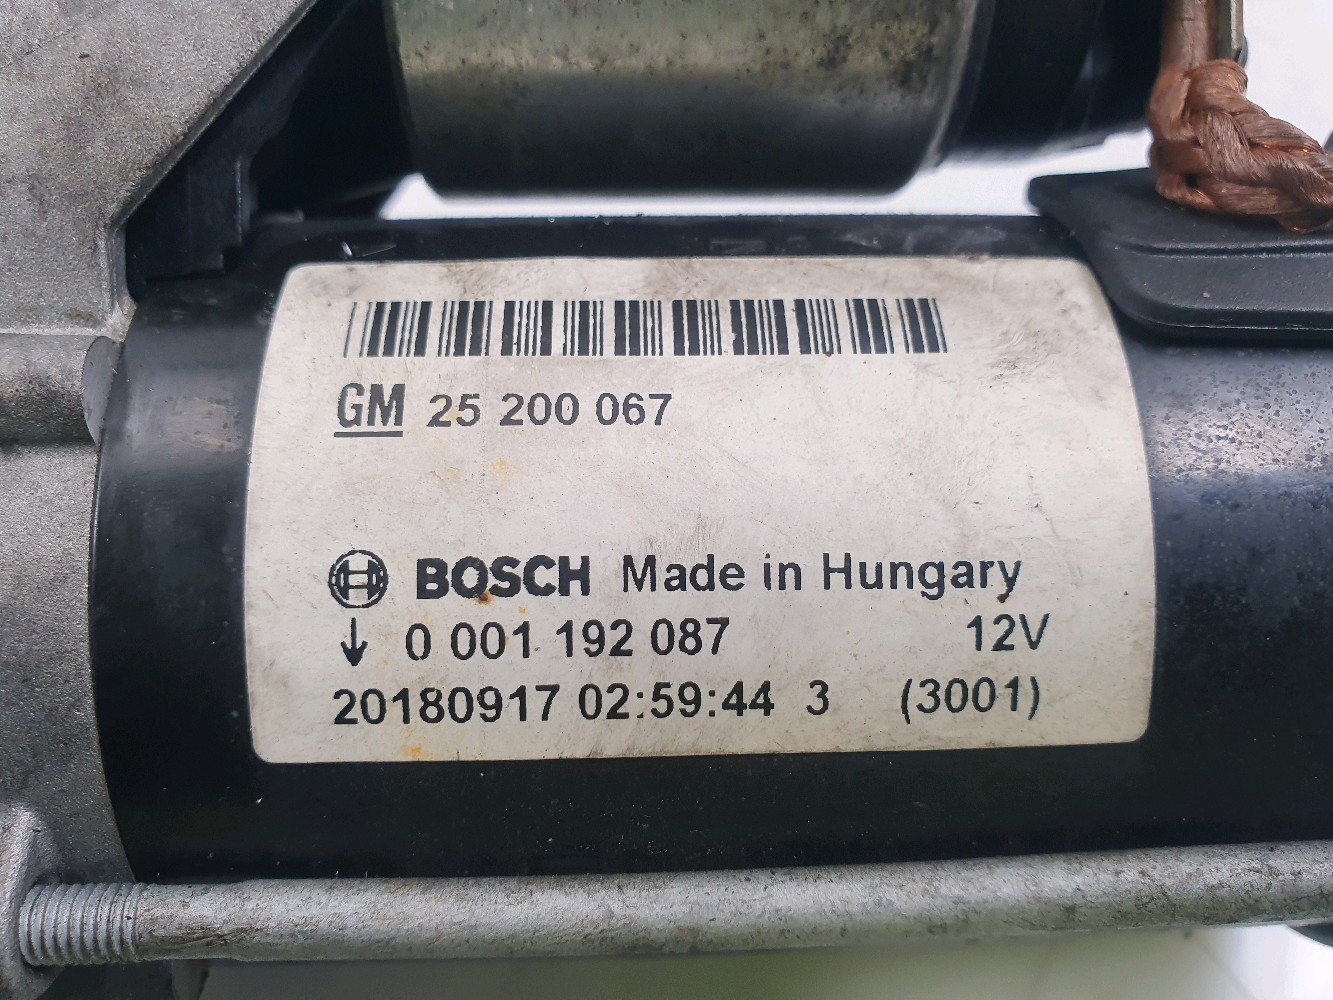 GM 25 200 067
BOSCH Made in Hungary
↓ 0 001 192 087 12V
20180917 02:59:44 3 (3001)